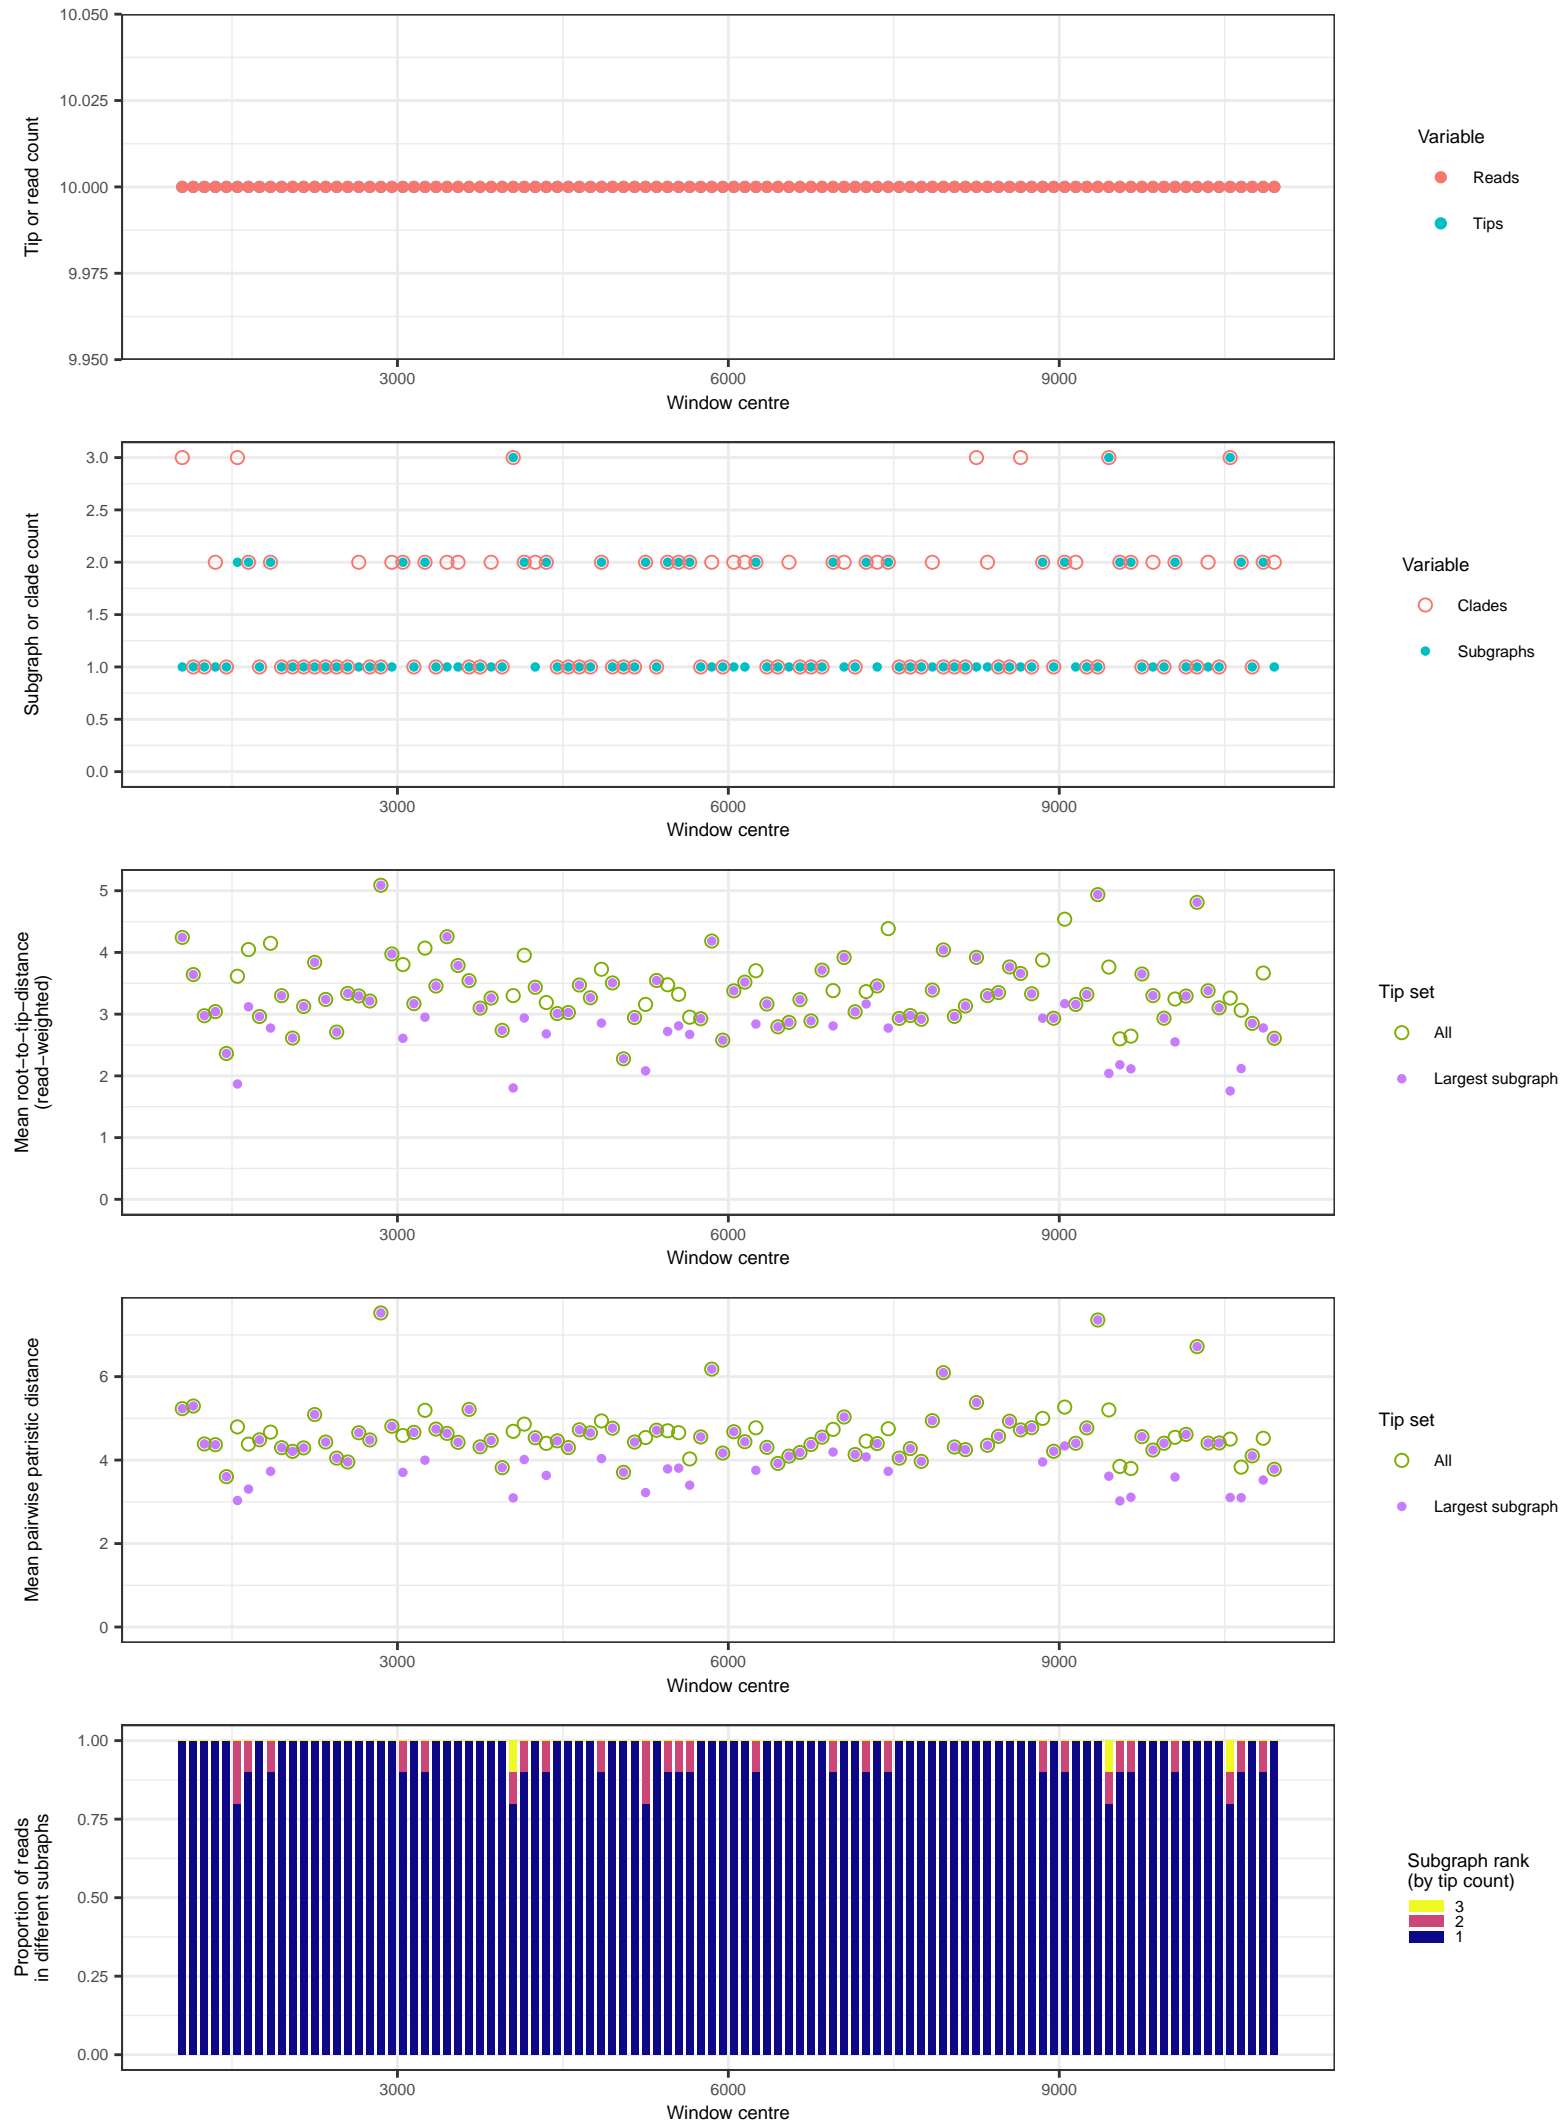 10.050
10.025
10.000
9.975
9.950
Tip or read count
3000 6000 9000
Window centre
Variable
Reads
Tips
3.0
2.5
2.0
1.5
1.0
0.5
0.0
Subgraph or clade count
3000 6000 9000
Window centre
Variable
Clades
Subgraphs
5
4
3
2
1
0
Mean root−to−tip−distance
(read−weighted)
3000 6000 9000
Window centre
Tip set
All
Largest subgraph
6
4
2
0
Mean pairwise patristic distance
3000 6000 9000
Window centre
Tip set
All
Largest subgraph
1.00
0.75
0.50
0.25
0.00
Proportion of reads
in different subraphs
3000 6000 9000
Window centre
Subgraph rank
(by tip count)
3
2
1